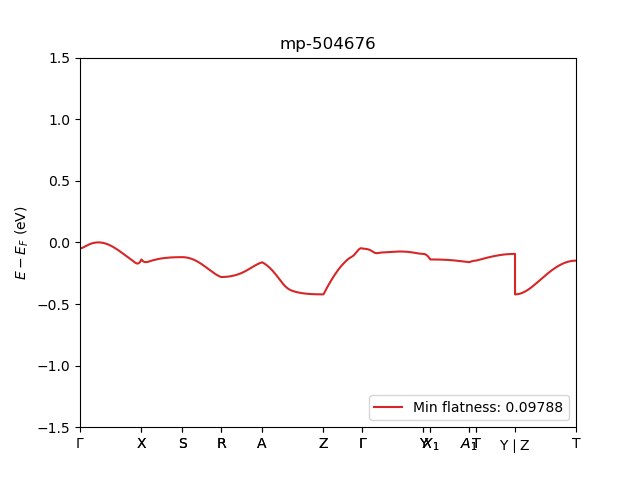 mp-504676
1.5
1.0
0.5
0.0
−0.5
−1.0
−1.5
E − E_F (eV)
Min flatness: 0.09788
Γ X S R A Z Γ Y X₁ A₁ T Y | Z T